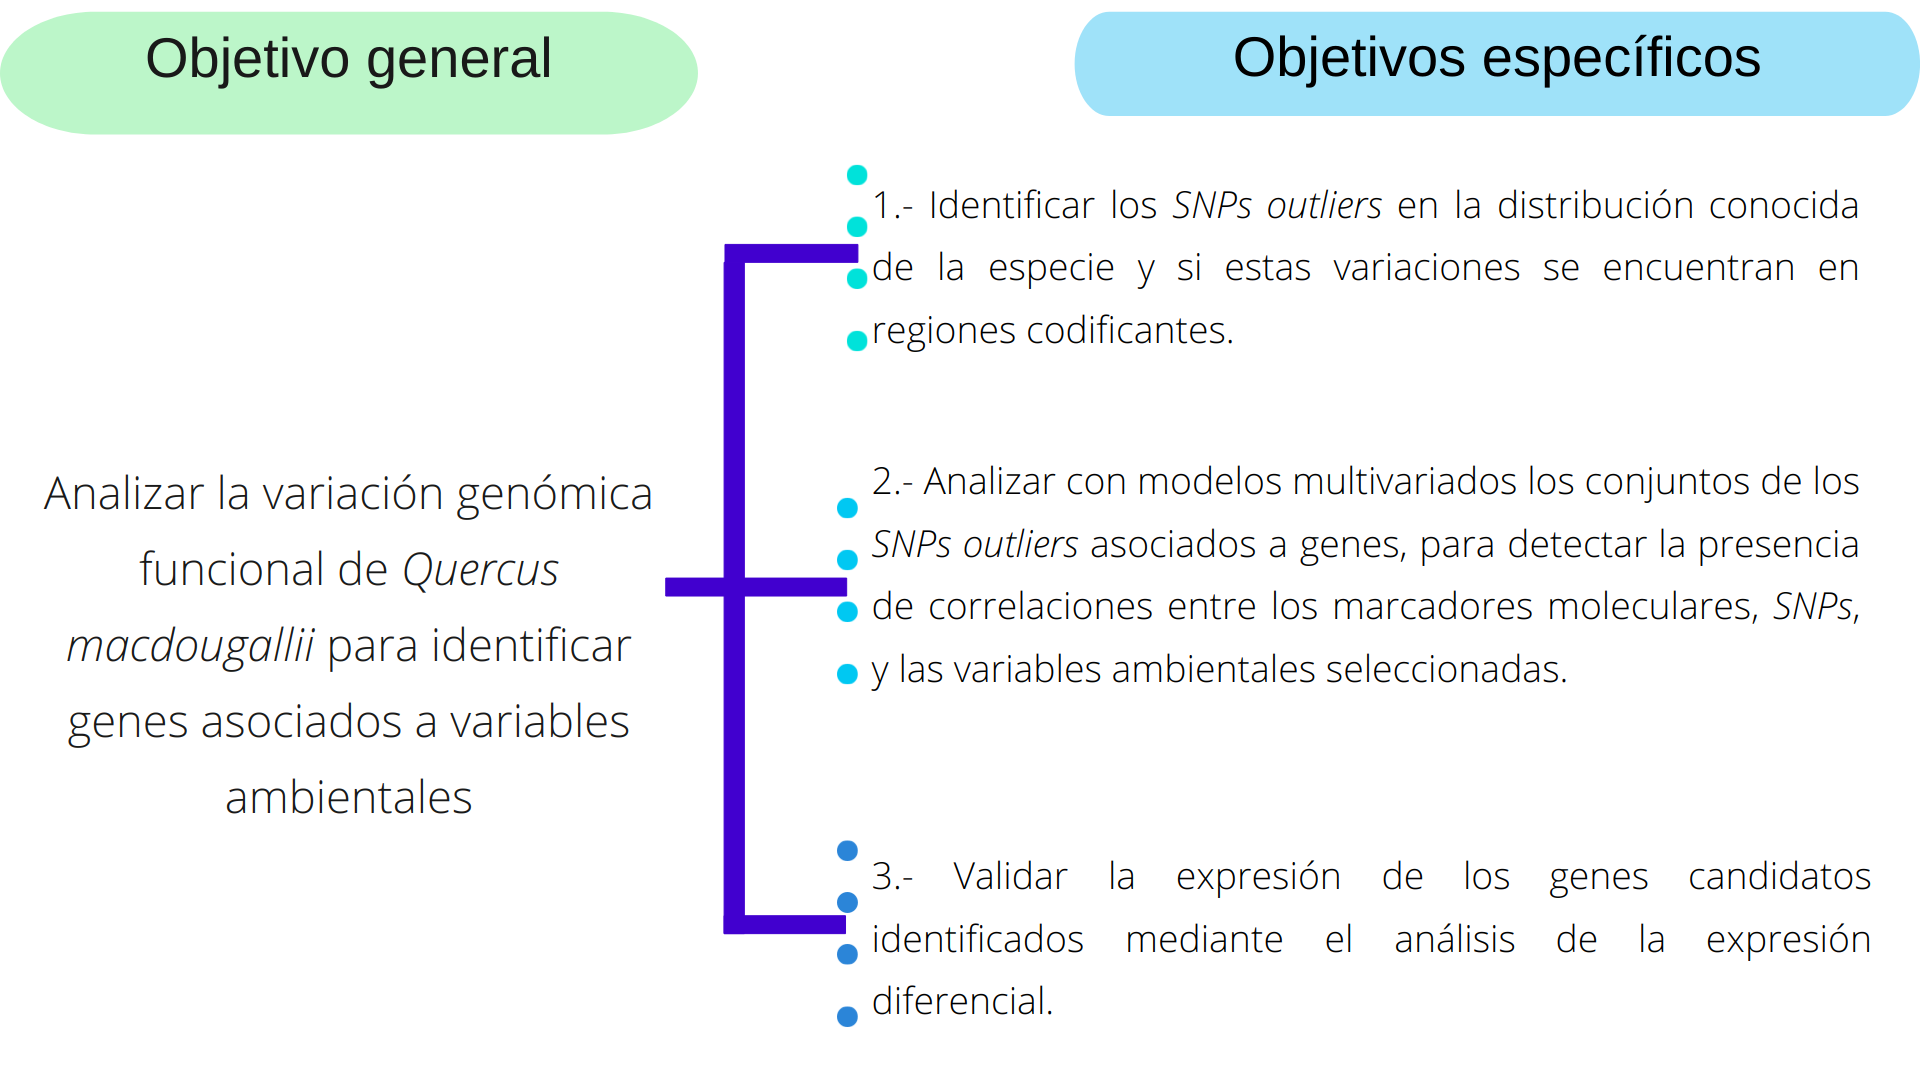 Objetivo general
Objetivos específicos
Analizar la variación genómica
funcional de Quercus
macdougallii para identificar
genes asociados a variables
ambientales
1.- Identificar los SNPs outliers en la distribución conocida
de la especie y si estas variaciones se encuentran en
regiones codificantes.
2.- Analizar con modelos multivariados los conjuntos de los
SNPs outliers asociados a genes, para detectar la presencia
de correlaciones entre los marcadores moleculares, SNPs,
y las variables ambientales seleccionadas.
3.- Validar la expresión de los genes candidatos
identificados mediante el análisis de la expresión
diferencial.